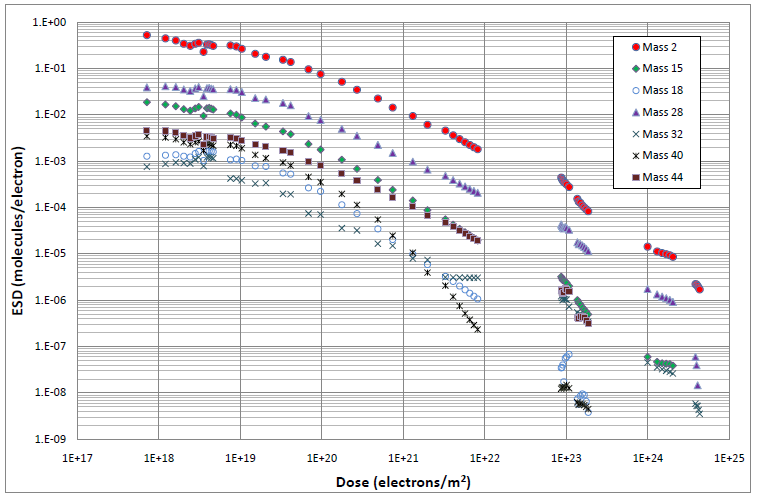 1.E+00
1.E-01
1.E-02
1.E-03
1.E-04
1.E-05
1.E-06
1.E-07
1.E-08
1.E-09
ESD (molecules/electron)
Mass 2
Mass 15
Mass 18
Mass 28
Mass 32
Mass 40
Mass 44
1E+17 1E+18 1E+19 1E+20 1E+21 1E+22 1E+23 1E+24 1E+25
Dose (electrons/m²)